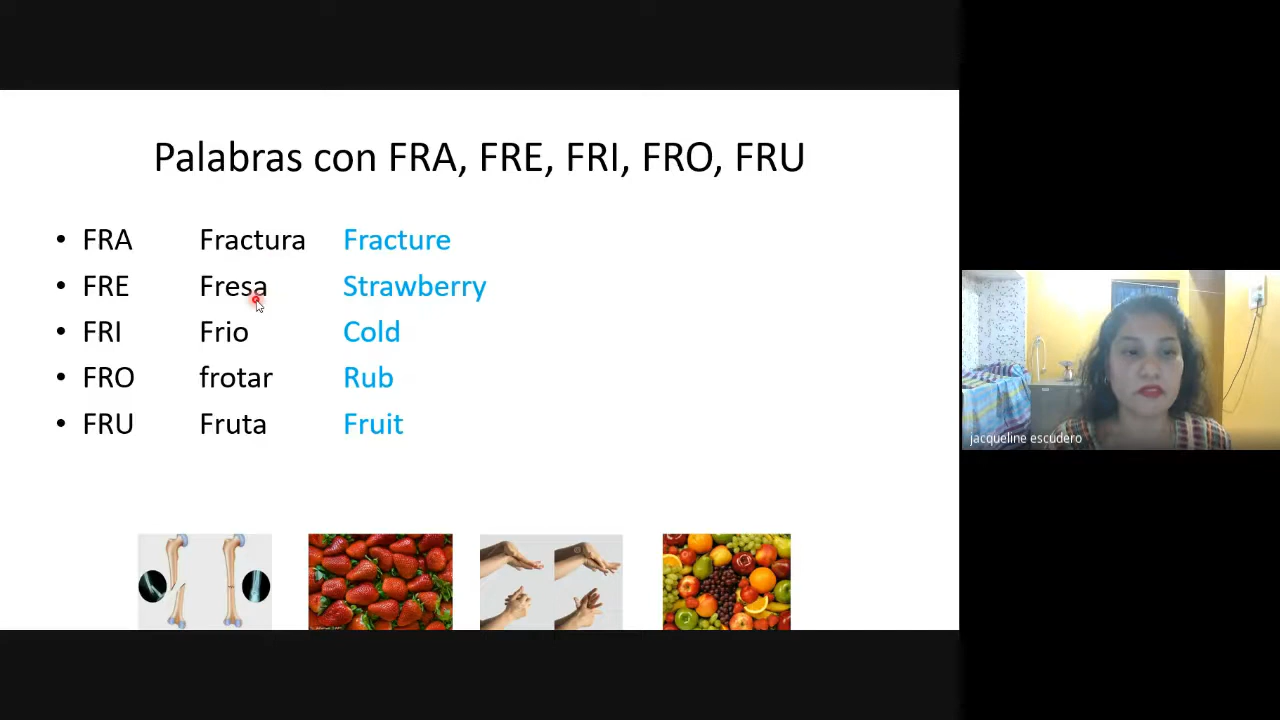 Palabras con FRA, FRE, FRI, FRO, FRU
• FRA Fractura Fracture
• FRE Fresa Strawberry
• FRI Frio Cold
• FRO frotar Rub
• FRU Fruta Fruit
jacqueline escudero